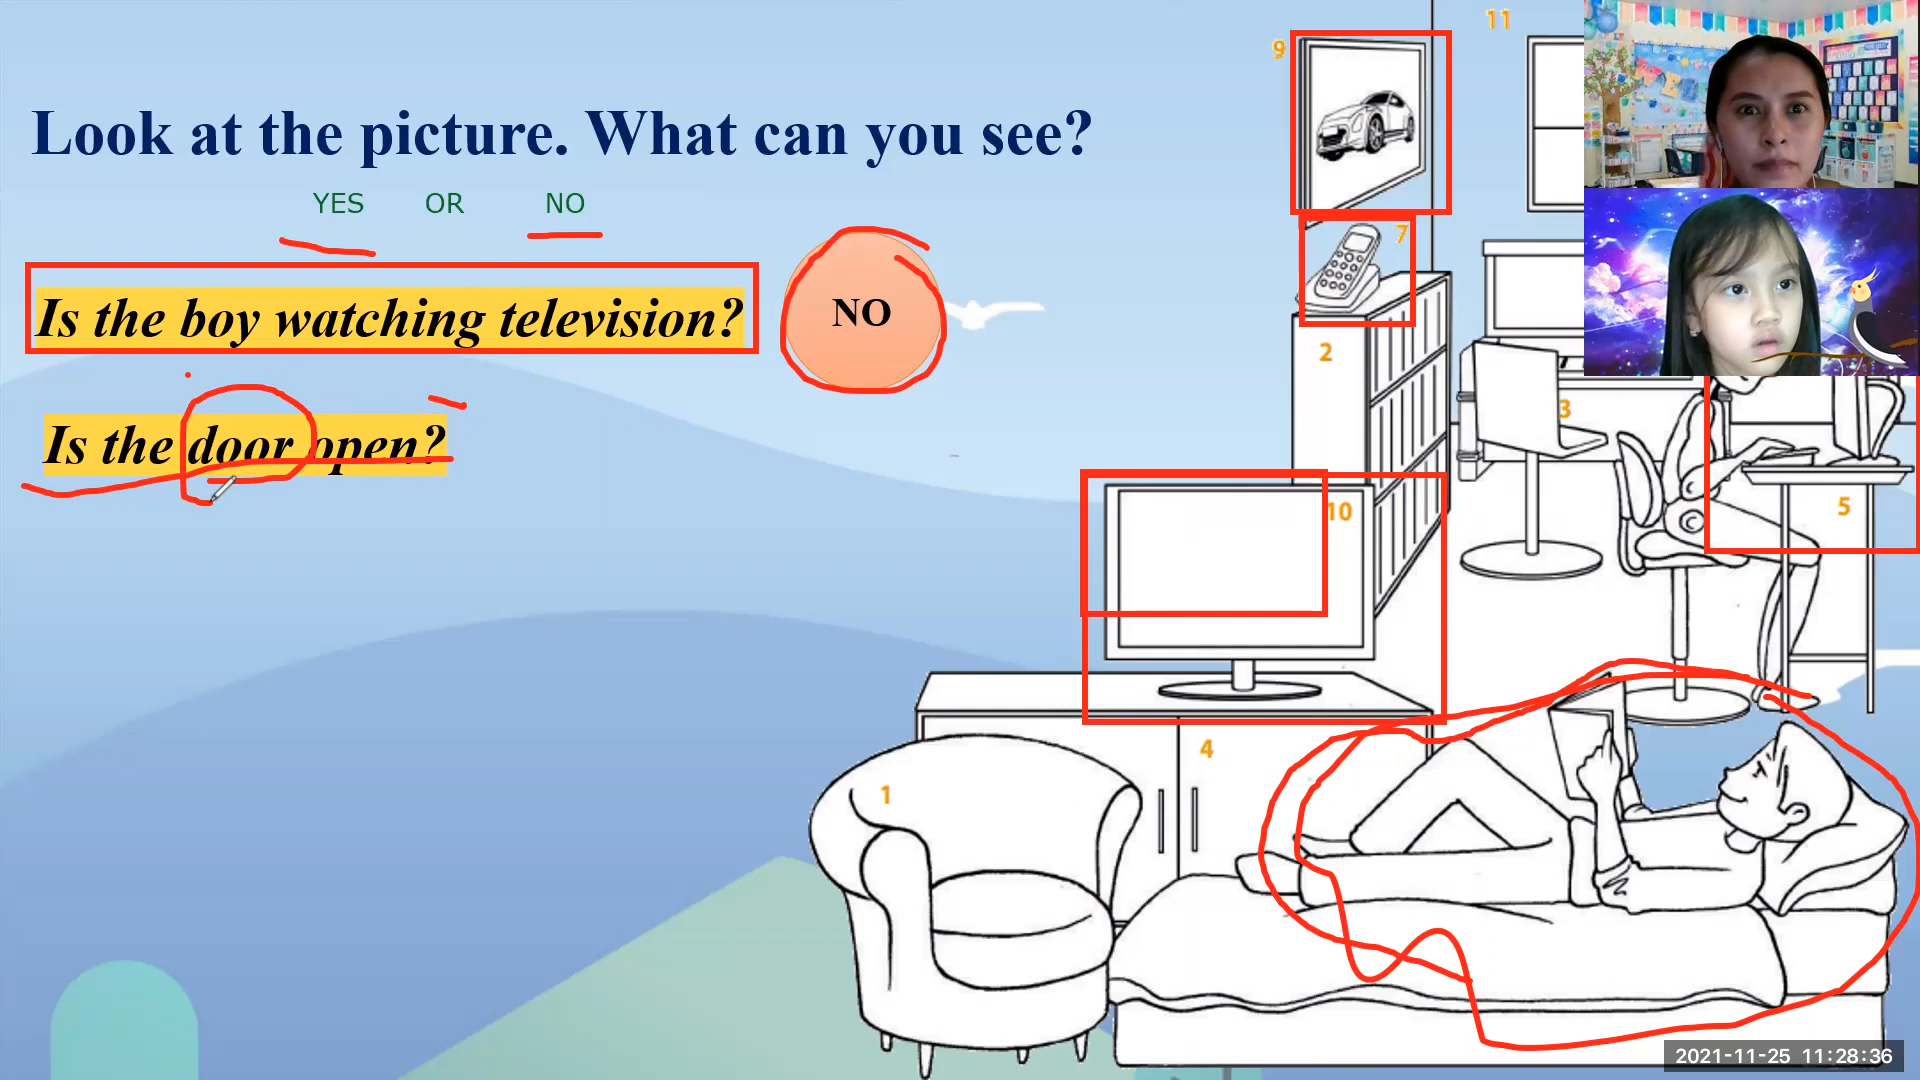 11
9
Look at the picture. What can you see?
YES OR NO
7
Is the boy watching television?
NO
2
3
Is the door open?
10
5
4
1
2021-11-25 11:28:36